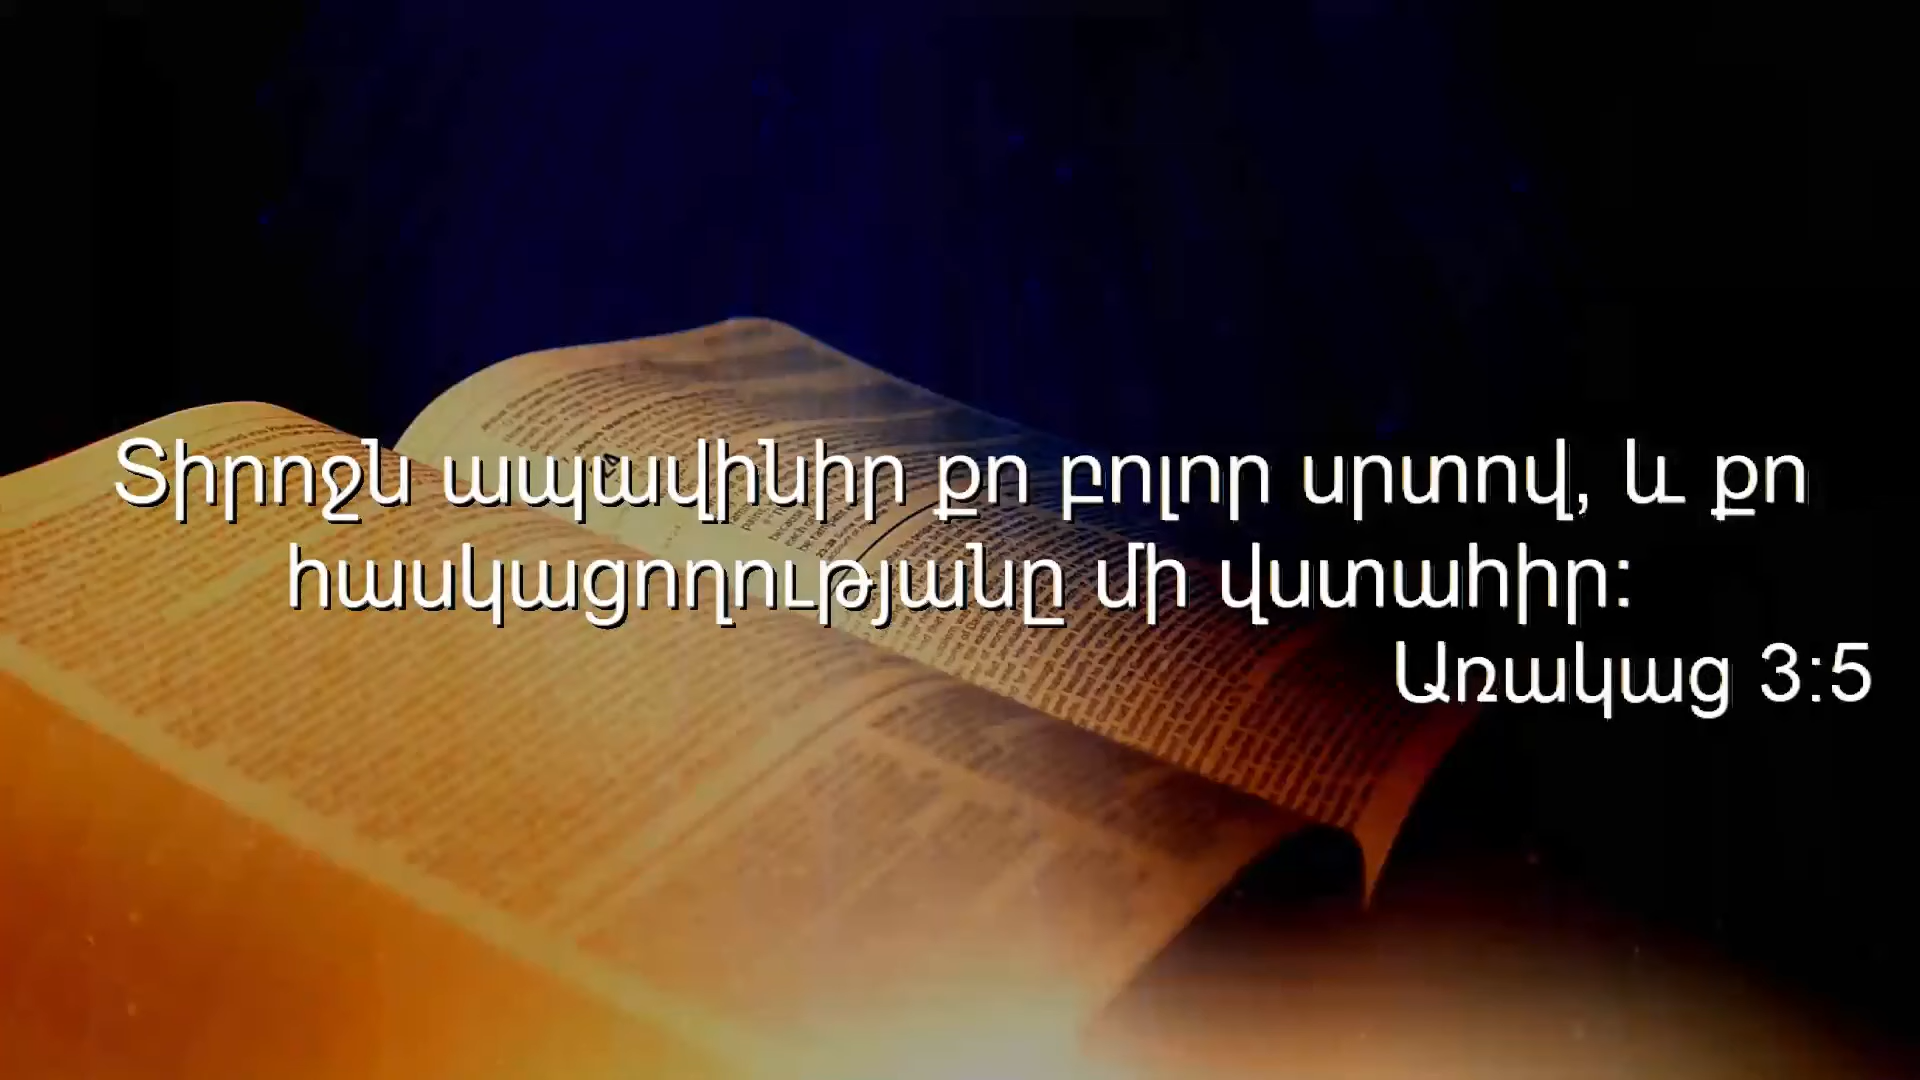 Տիրոջն ապավինիր քո բոլոր սրտով, և քո
հասկացողությանը մի վստահիր:
Առակաց 3:5